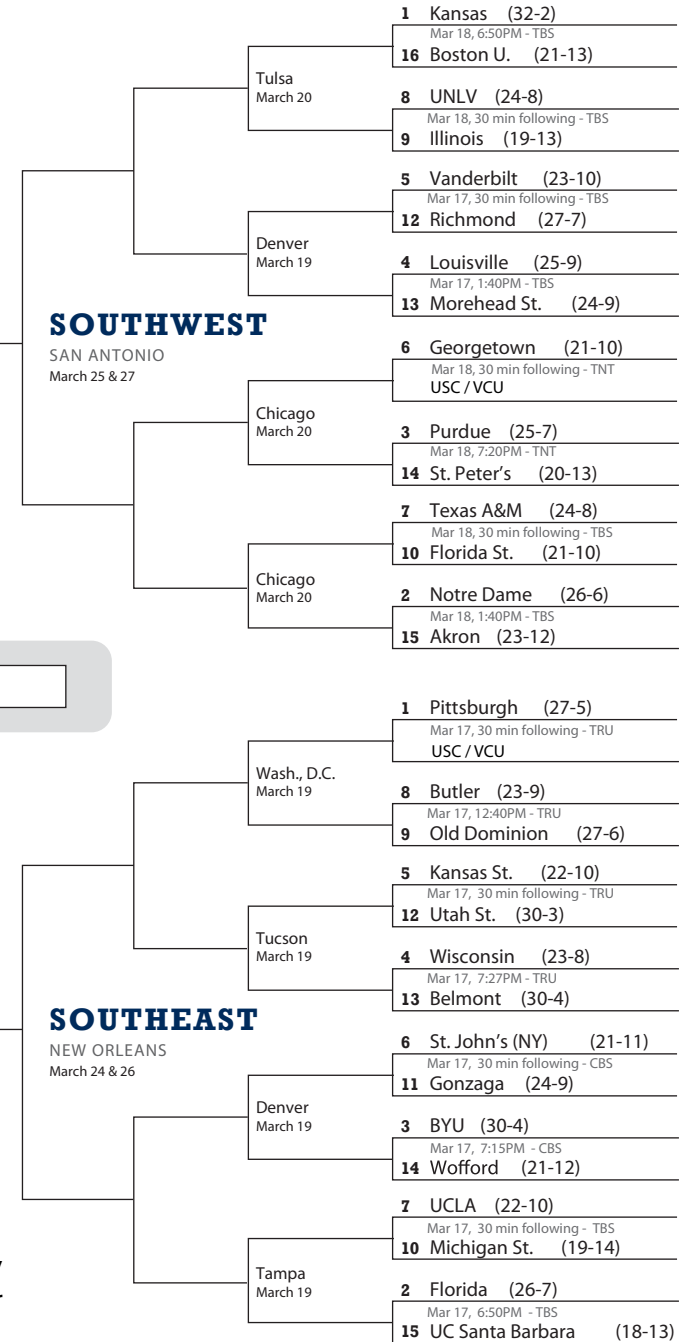 1 Kansas (32-2)
Mar 18, 6:50PM - TBS
16 Boston U. (21-13)
Tulsa
March 20
8 UNLV (24-8)
Mar 18, 30 min following - TBS
9 Illinois (19-13)
5 Vanderbilt (23-10)
Mar 17, 30 min following - TBS
12 Richmond (27-7)
Denver
March 19
4 Louisville (25-9)
Mar 17, 1:40PM - TBS
13 Morehead St. (24-9)
SOUTHWEST
SAN ANTONIO
March 25 & 27
6 Georgetown (21-10)
Mar 18, 30 min following - TNT
USC / VCU
Chicago
March 20
3 Purdue (25-7)
Mar 18, 7:20PM - TNT
14 St. Peter's (20-13)
7 Texas A&M (24-8)
Mar 18, 30 min following - TBS
10 Florida St. (21-10)
Chicago
March 20
2 Notre Dame (26-6)
Mar 18, 1:40PM - TBS
15 Akron (23-12)
1 Pittsburgh (27-5)
Mar 17, 30 min following - TRU
USC / VCU
Wash., D.C.
March 19
8 Butler (23-9)
Mar 17, 12:40PM - TRU
9 Old Dominion (27-6)
5 Kansas St. (22-10)
Mar 17, 30 min following - TRU
12 Utah St. (30-3)
Tucson
March 19
4 Wisconsin (23-8)
Mar 17, 7:27PM - TRU
13 Belmont (30-4)
SOUTHEAST
NEW ORLEANS
March 24 & 26
6 St. John's (NY) (21-11)
Mar 17, 30 min following - CBS
11 Gonzaga (24-9)
Denver
March 19
3 BYU (30-4)
Mar 17, 7:15PM - CBS
14 Wofford (21-12)
7 UCLA (22-10)
Mar 17, 30 min following - TBS
10 Michigan St. (19-14)
Tampa
March 19
2 Florida (26-7)
Mar 17, 6:50PM - TBS
15 UC Santa Barbara (18-13)